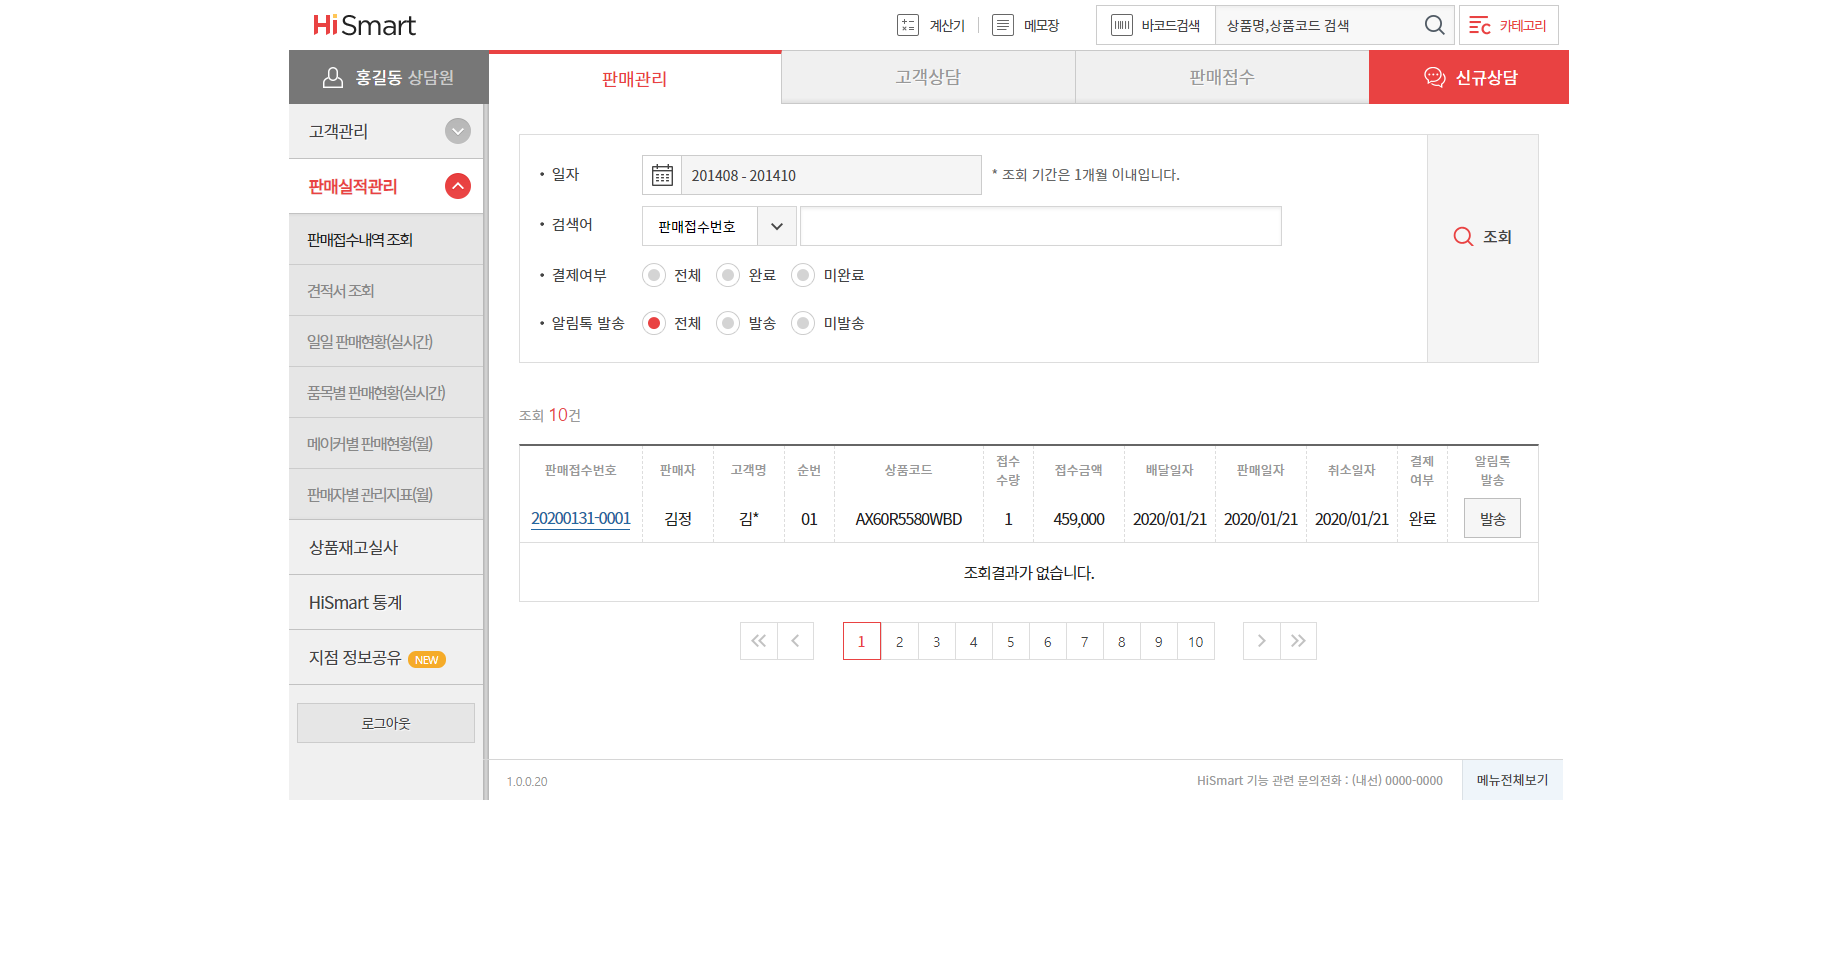 HiSmart
계산기
메모장
바코드검색
상품명,상품코드 검색
카테고리
홍길동 상담원
판매관리
고객상담
판매접수
신규상담
고객관리
판매실적관리
판매접수내역 조회
견적서 조회
일일 판매현황(실시간)
품목별 판매현황(실시간)
메이커별 판매현황(월)
판매자별 관리지표(월)
상품재고실사
HiSmart 통계
지점 정보공유 NEW
로그아웃
• 일자
201408 - 201410
* 조회 기간은 1개월 이내입니다.
• 검색어
판매접수번호
• 결제여부
전체
완료
미완료
• 알림톡 발송
전체
발송
미발송
조회
조회 10건
판매접수번호 판매자 고객명 순번 상품코드 접수 수량 접수금액 배달일자 판매일자 취소일자 결제 여부 알림톡 발송
20200131-0001 김정 김* 01 AX60R5580WBD 1 459,000 2020/01/21 2020/01/21 2020/01/21 완료 발송
조회결과가 없습니다.
1 2 3 4 5 6 7 8 9 10
1.0.0.20
HiSmart 기능 관련 문의전화 : (내선) 0000-0000
메뉴전체보기